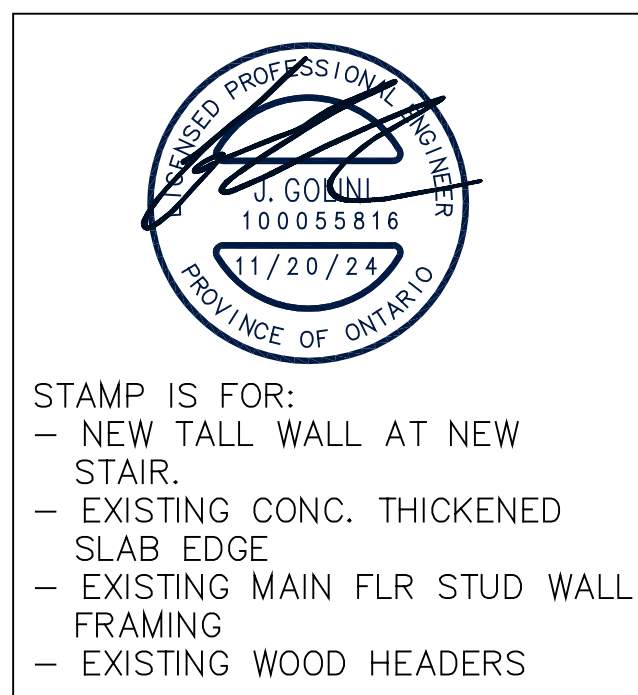 LICENSED PROFESSIONAL ENGINEER
J. GOLINI
100055816
11/20/24
PROVINCE OF ONTARIO
STAMP IS FOR:
– NEW TALL WALL AT NEW
STAIR.
– EXISTING CONC. THICKENED
SLAB EDGE
– EXISTING MAIN FLR STUD WALL
FRAMING
– EXISTING WOOD HEADERS